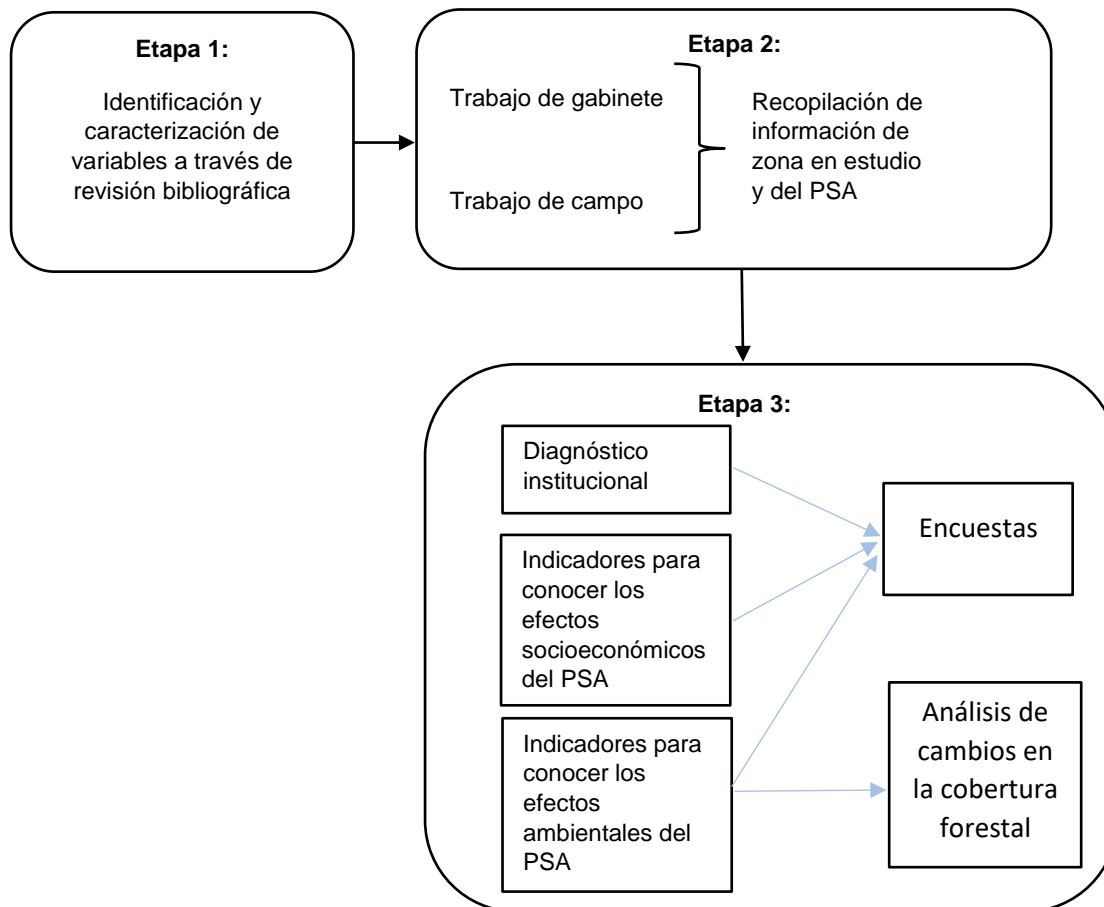 Etapa 1:
Identificación y
caracterización de
variables a través de
revisión bibliográfica
Etapa 2:
Trabajo de gabinete
Trabajo de campo
Recopilación de
información de
zona en estudio
y del PSA
Etapa 3:
Diagnóstico
institucional
Indicadores para
conocer los
efectos
socioeconómicos
del PSA
Indicadores para
conocer los
efectos
ambientales del
PSA
Encuestas
Análisis de
cambios en
la cobertura
forestal